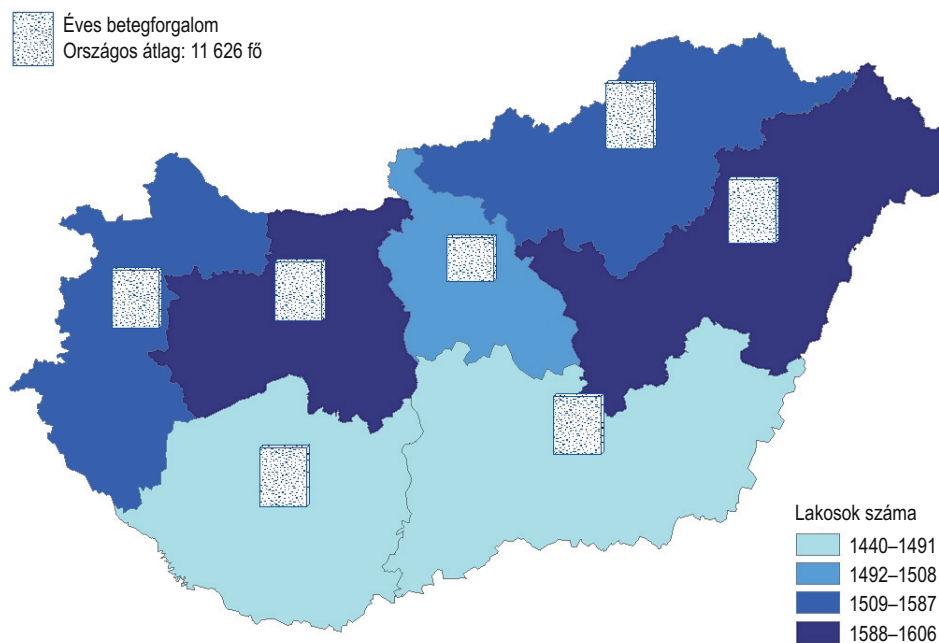 Éves betegforgalom
Országos átlag: 11 626 fő
Lakosok száma
1440–1491
1492–1508
1509–1587
1588–1606